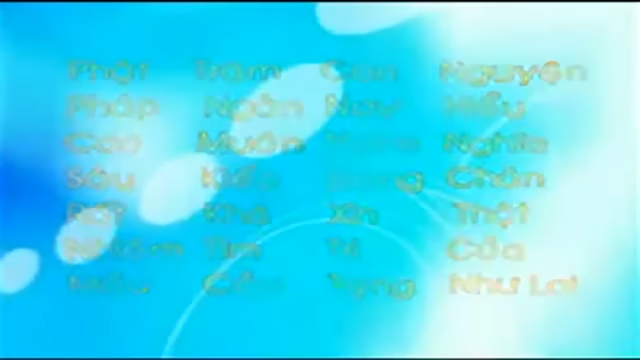 Phật Trăm Con Nguyện
Pháp Ngàn Nay Hiểu
Cao Muôn Nghe Nghĩa
Sâu Kiếp Chân
Rất Khó Xin Thật
Nhiệm Tìm Trì Của
Mầu Cầu Tụng Như Lai